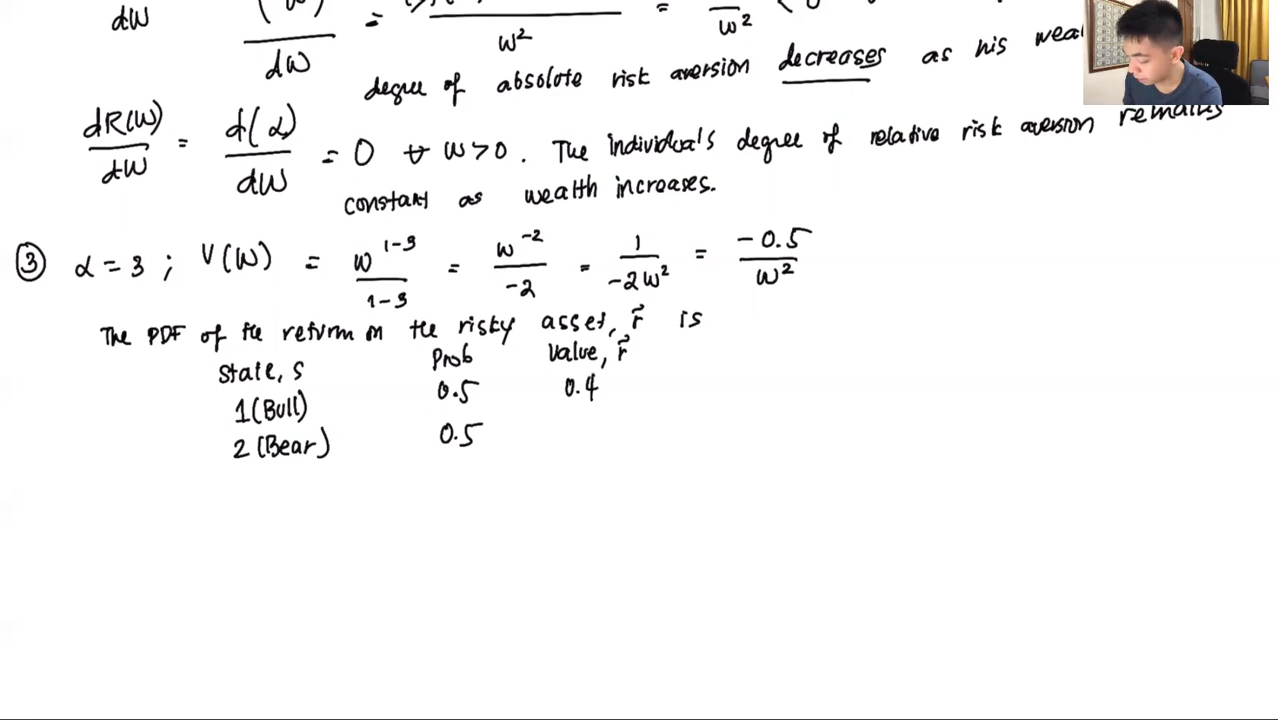 dW (W) / dW = W² = W² < 0
degree of absolute risk aversion decreases as his
dR(W)/dW = d(α)/dW = 0 ∀ W>0. The individual's degree of relative risk aversion remains
constant as wealth increases.
③ α = 3 ; V(W) = W^(1-3)/(1-3) = W^(-2)/-2 = 1/(-2W²) = -0.5/W²
The PDF of the return on the risky asset, r̃ is
State, s Prob Value, r̃
1 (Bull) 0.5 0.4
2 (Bear) 0.5